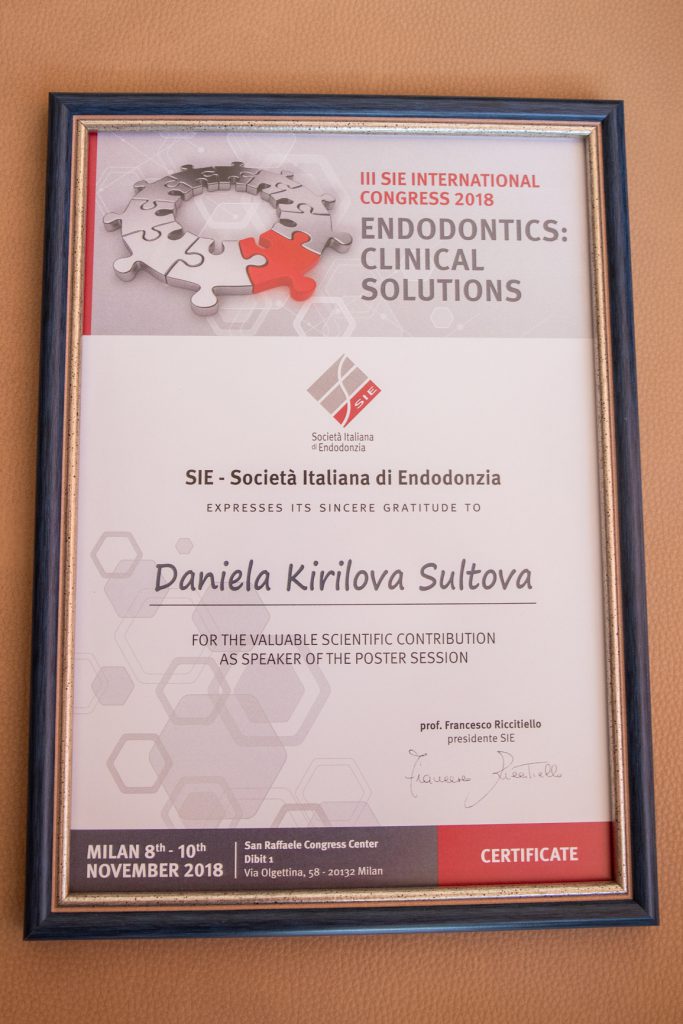 III SIE INTERNATIONAL
CONGRESS 2018
ENDODONTICS:
CLINICAL
SOLUTIONS
SIE
Società Italiana
di Endodonzia
SIE - Società Italiana di Endodonzia
EXPRESSES ITS SINCERE GRATITUDE TO
Daniela Kirilova Sultova
FOR THE VALUABLE SCIENTIFIC CONTRIBUTION
AS SPEAKER OF THE POSTER SESSION
prof. Francesco Riccitiello
presidente SIE
Francesco Riccitiello
MILAN 8th - 10th
NOVEMBER 2018
San Raffaele Congress Center
Dibit 1
Via Olgettina, 58 - 20132 Milan
CERTIFICATE